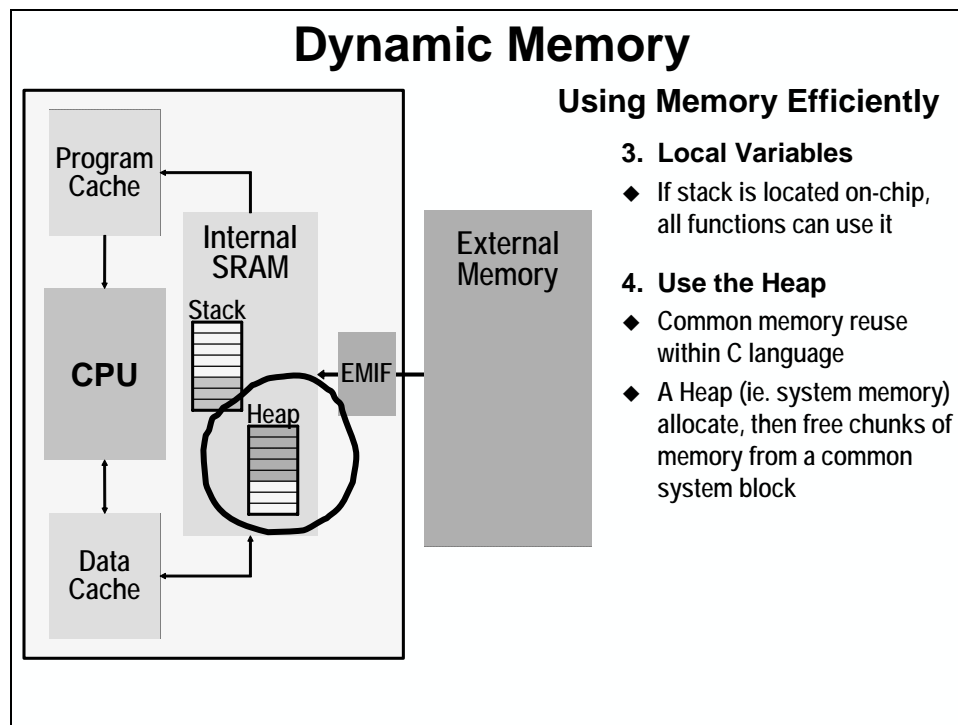 Dynamic Memory
Using Memory Efficiently
Program
Cache
Internal
SRAM
Stack
CPU
Heap
EMIF
External
Memory
Data
Cache
3. Local Variables
◆ If stack is located on-chip,
all functions can use it
4. Use the Heap
◆ Common memory reuse
within C language
◆ A Heap (ie. system memory)
allocate, then free chunks of
memory from a common
system block